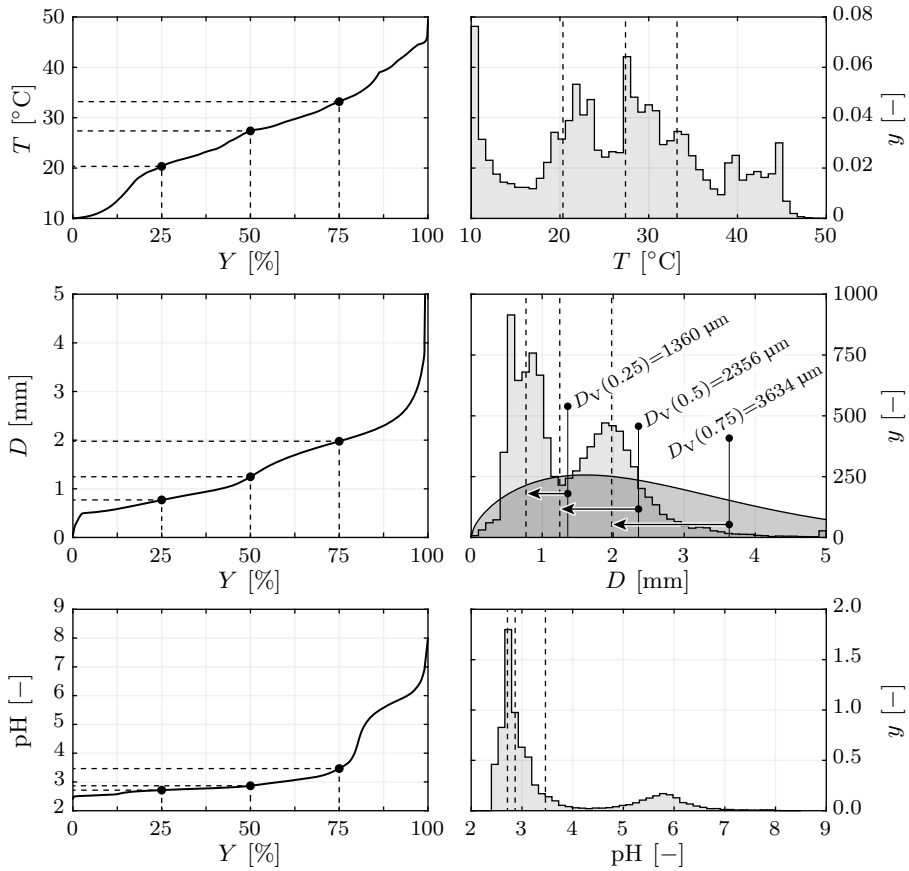 50
40
30
20
10
T [°C]
0 25 50 75 100
Y [%]
0.08
0.06
0.04
0.02
0
y [−]
10 20 30 40 50
T [°C]
5
4
3
2
1
0
D [mm]
0 25 50 75 100
Y [%]
1000
750
500
250
0
y [−]
D_V(0.25)=1360 µm
D_V(0.5)=2356 µm
D_V(0.75)=3634 µm
0 1 2 3 4 5
D [mm]
9
8
7
6
5
4
3
2
pH [−]
0 25 50 75 100
Y [%]
2.0
1.5
1.0
0.5
0.0
y [−]
2 3 4 5 6 7 8 9
pH [−]